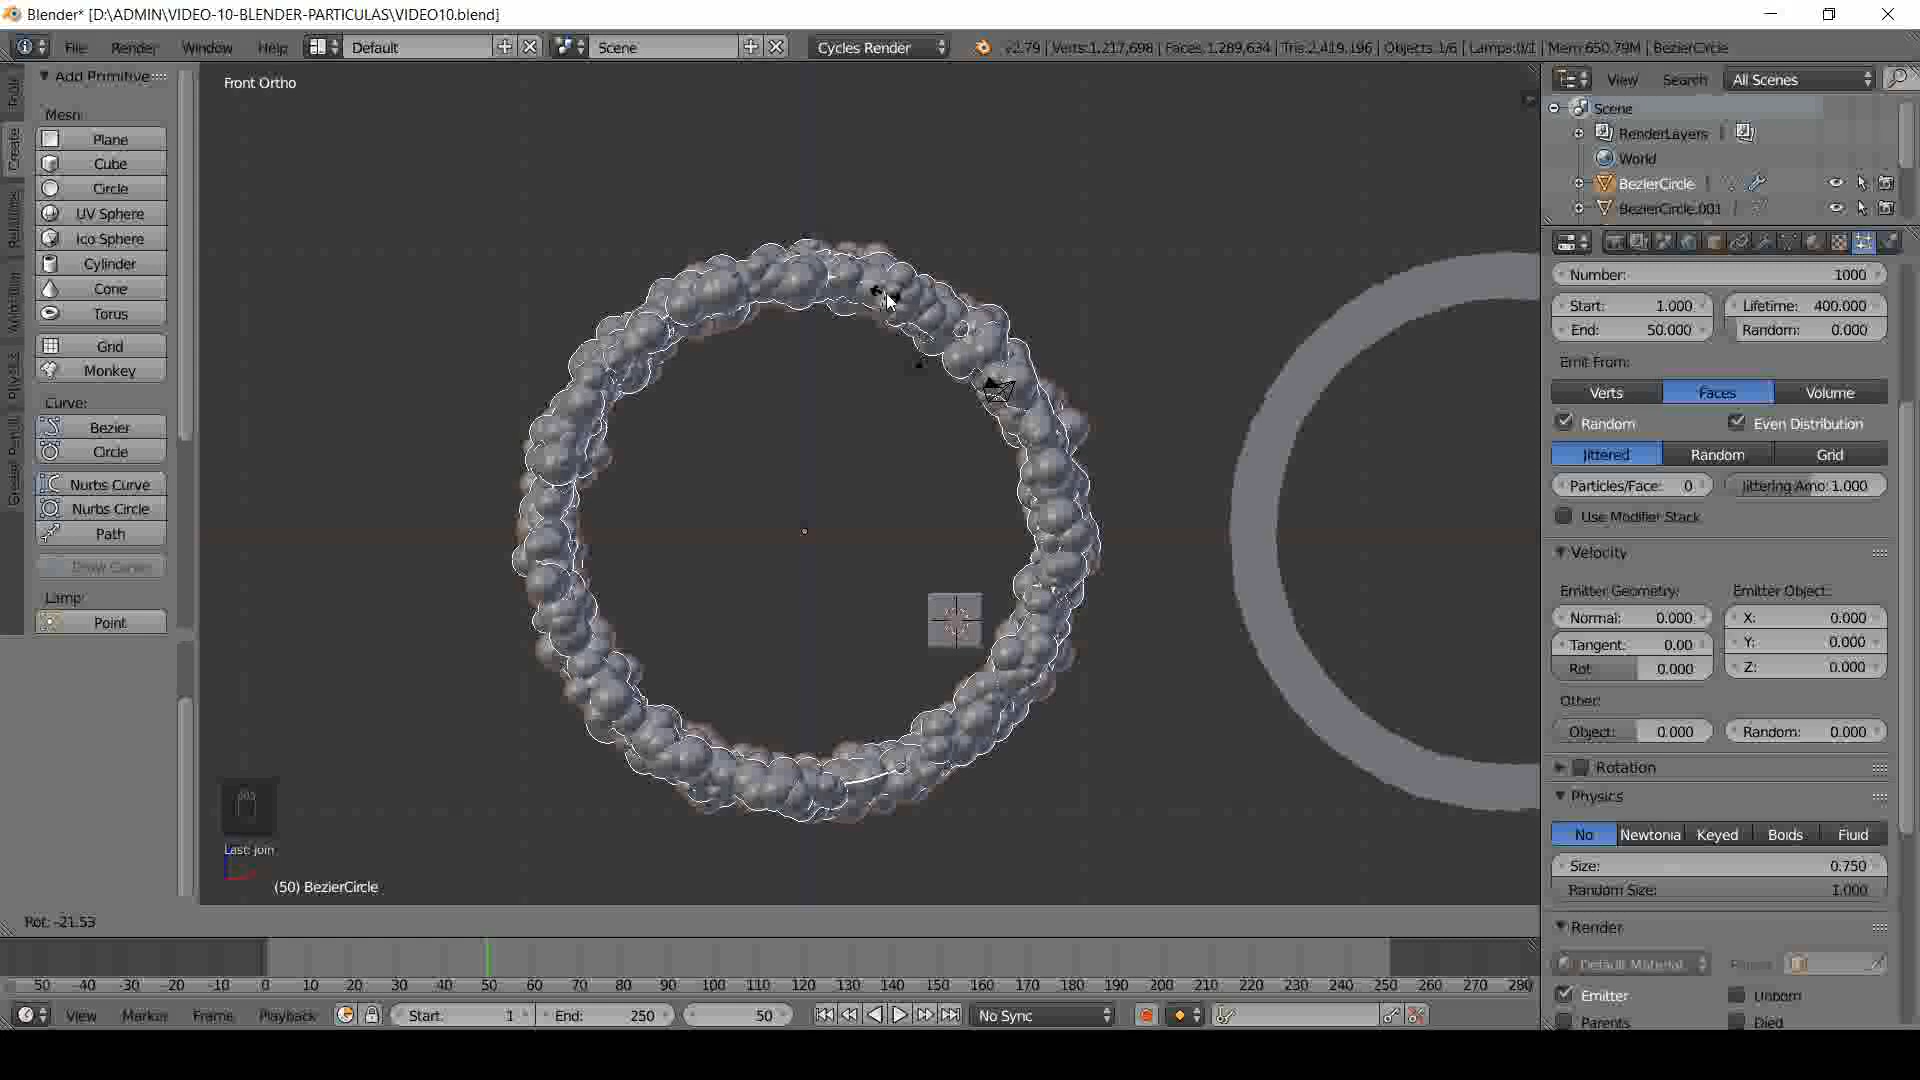 Blender* [D:\ADMIN\VIDEO-10-BLENDER-PARTICULAS\VIDEO10.blend]
File Render Window Help Default Scene Cycles Render v2.79 | Verts:1,217,698 | Faces:1,289,634 | Tris:2,419,196 | Objects:1/6 | Lamps:0/1 | Mem:650.79M | BezierCircle
Add Primitive
Front Ortho
View Search All Scenes
Scene
RenderLayers
World
BezierCircle
BezierCircle.001
Create
Relations
Grease Pencil
Mesh:
Plane
Cube
Circle
UV Sphere
Ico Sphere
Cylinder
Cone
Torus
Grid
Monkey
Curve:
Bezier
Circle
Nurbs Curve
Nurbs Circle
Path
Draw Curve
Lamp:
Point
Number: 1000
Start: 1.000 Lifetime: 400.000
End: 50.000 Random: 0.000
Emit From:
Verts Faces Volume
Random Even Distribution
Jittered Random Grid
Particles/Face: 0 Jittering Amo: 1.000
Use Modifier Stack
Velocity
Emitter Geometry: Emitter Object:
Normal: 0.000 X: 0.000
Tangent: 0.00 Y: 0.000
Rot 0.000 Z: 0.000
Other:
Object: 0.000 Random: 0.000
Rotation
Physics
No Newtonia Keyed Boids Fluid
Size: 0.750
Random Size: 1.000
Render
Default Material
Emitter Unborn
Parents Died
Last: Join
(50) BezierCircle
Rot: -21.53
50 -40 -30 -20 -10 0 10 20 30 40 50 60 70 80 90 100 110 120 130 140 150 160 170 180 190 200 210 220 230 240 250 260 270 280
View Marker Frame Playback Start: 1 End: 250 50 No Sync